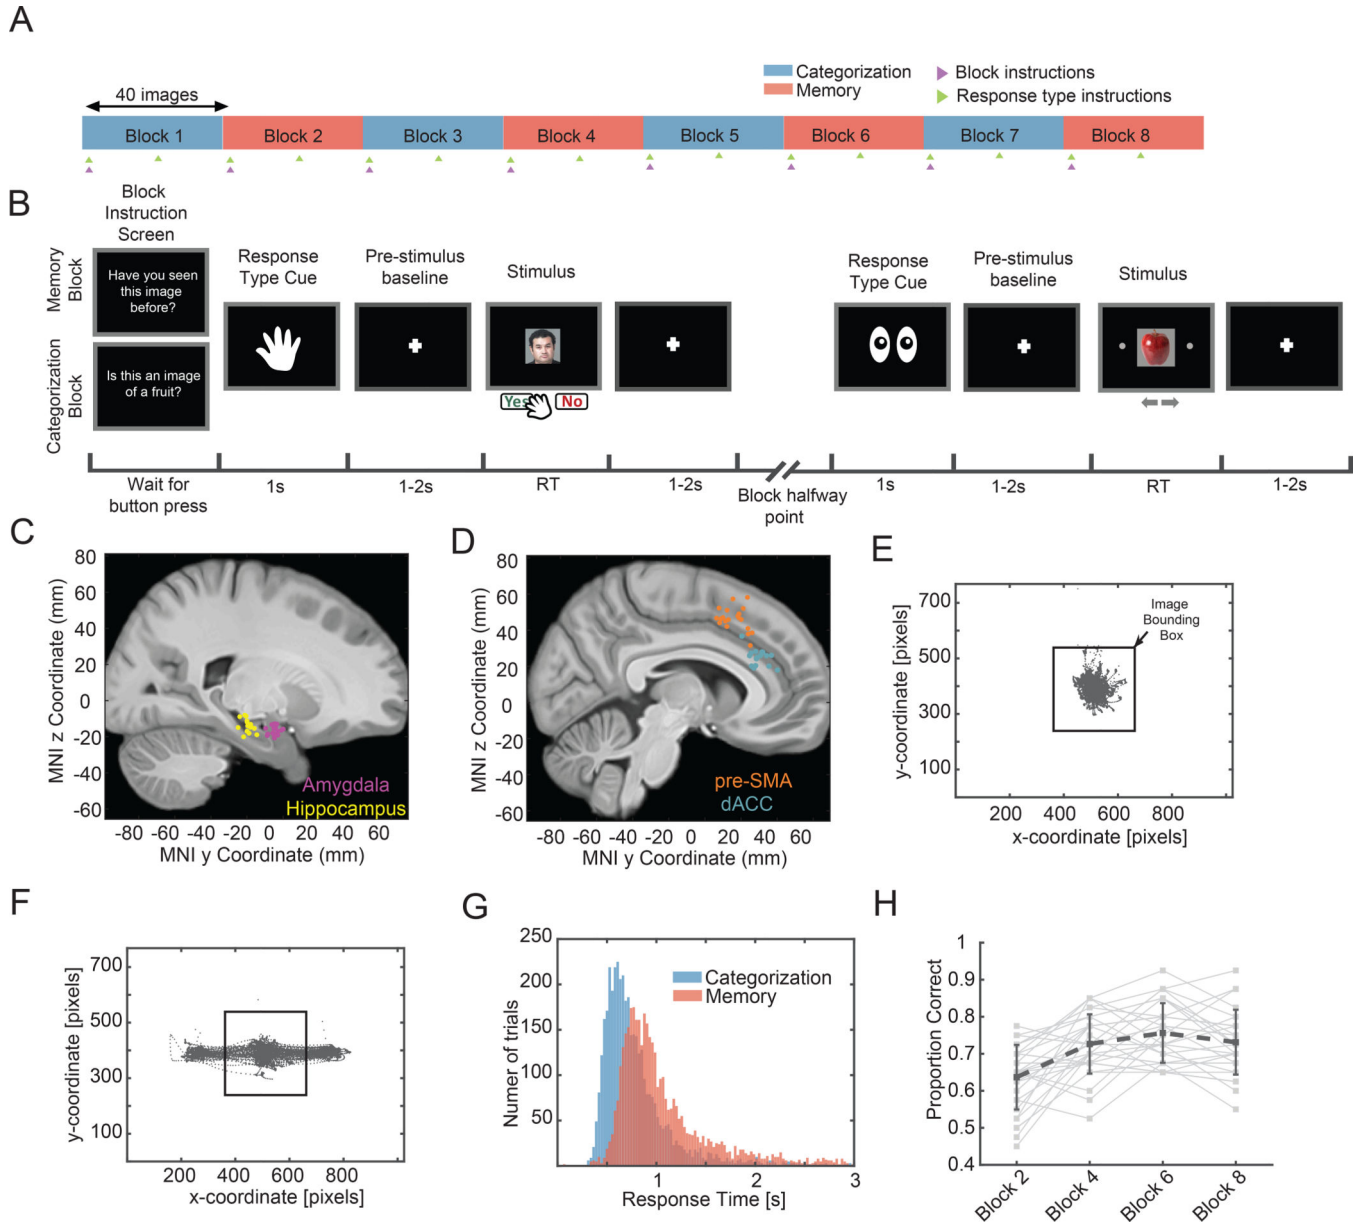 A
Categorization
Memory
Block instructions
Response type instructions
40 images
Block 1
Block 2
Block 3
Block 4
Block 5
Block 6
Block 7
Block 8
B
Block
Instruction
Screen
Memory
Block
Have you seen
this image
before?
Categorization
Block
Is this an image
of a fruit?
Response
Type Cue
Pre-stimulus
baseline
Stimulus
Yes
No
Response
Type Cue
Pre-stimulus
baseline
Stimulus
Wait for
button press
1s
1-2s
RT
1-2s
Block halfway
point
1s
1-2s
RT
1-2s
C
MNI z Coordinate (mm)
80
60
40
20
0
-20
-40
-60
Amygdala
Hippocampus
-80 -60 -40 -20 0 20 40 60
MNI y Coordinate (mm)
D
MNI z Coordinate (mm)
80
60
40
20
0
-20
-40
-60
pre-SMA
dACC
-80 -60 -40 -20 0 20 40 60
MNI y Coordinate (mm)
E
y-coordinate [pixels]
700
500
300
100
Image
Bounding
Box
200 400 600 800
x-coordinate [pixels]
F
y-coordinate [pixels]
700
500
300
100
200 400 600 800
x-coordinate [pixels]
G
Numer of trials
250
200
150
100
50
Categorization
Memory
1 2 3
Response Time [s]
H
Proportion Correct
1
0.9
0.8
0.7
0.6
0.5
0.4
Block 2
Block 4
Block 6
Block 8